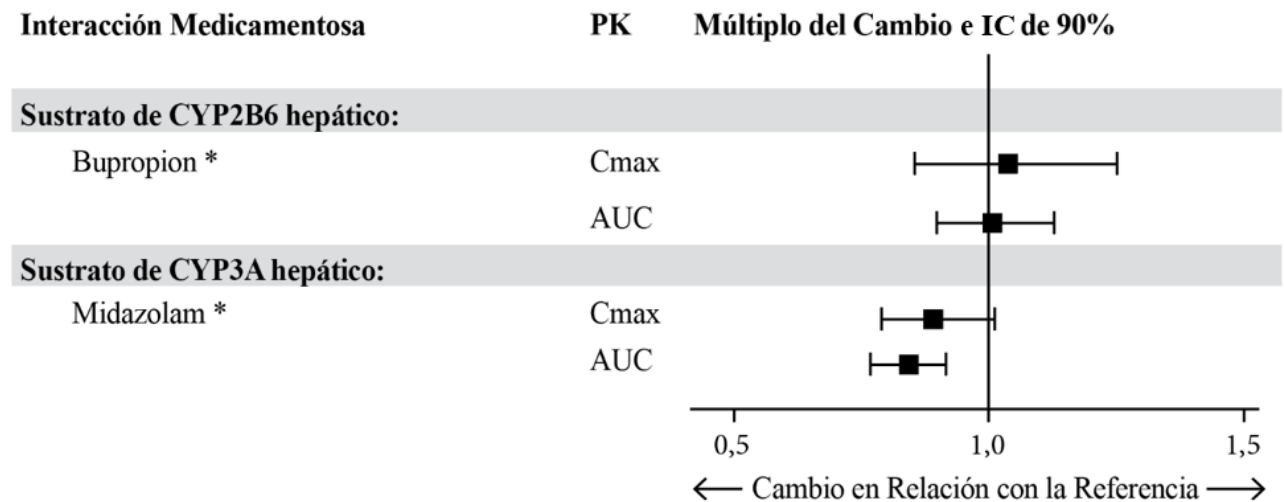 Interacción Medicamentosa PK Múltiplo del Cambio e IC de 90%
Sustrato de CYP2B6 hepático:
Bupropion * Cmax
AUC
Sustrato de CYP3A hepático:
Midazolam * Cmax
AUC
0,5 1,0 1,5
Cambio en Relación con la Referencia